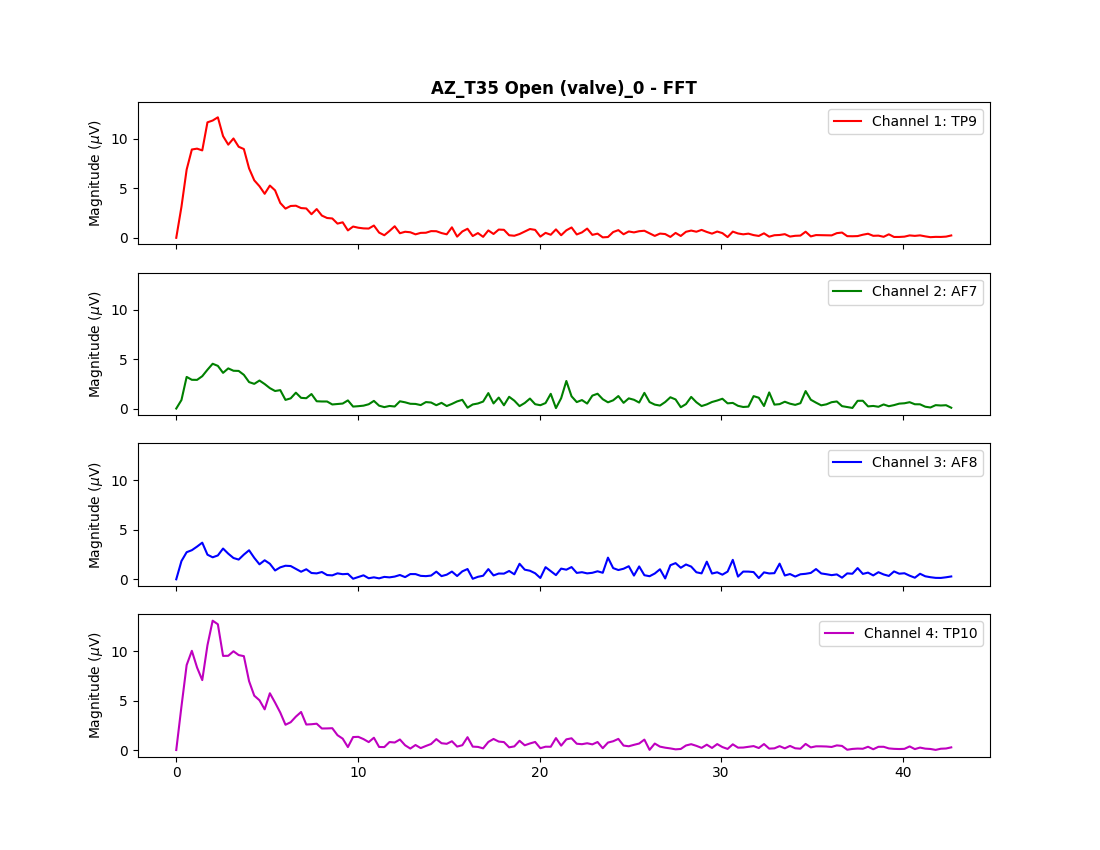 AZ_T35 Open (valve)_0 - FFT
Magnitude (μV)
10
5
0
Channel 1: TP9
Magnitude (μV)
10
5
0
Channel 2: AF7
Magnitude (μV)
10
5
0
Channel 3: AF8
Magnitude (μV)
10
5
0
Channel 4: TP10
0 10 20 30 40